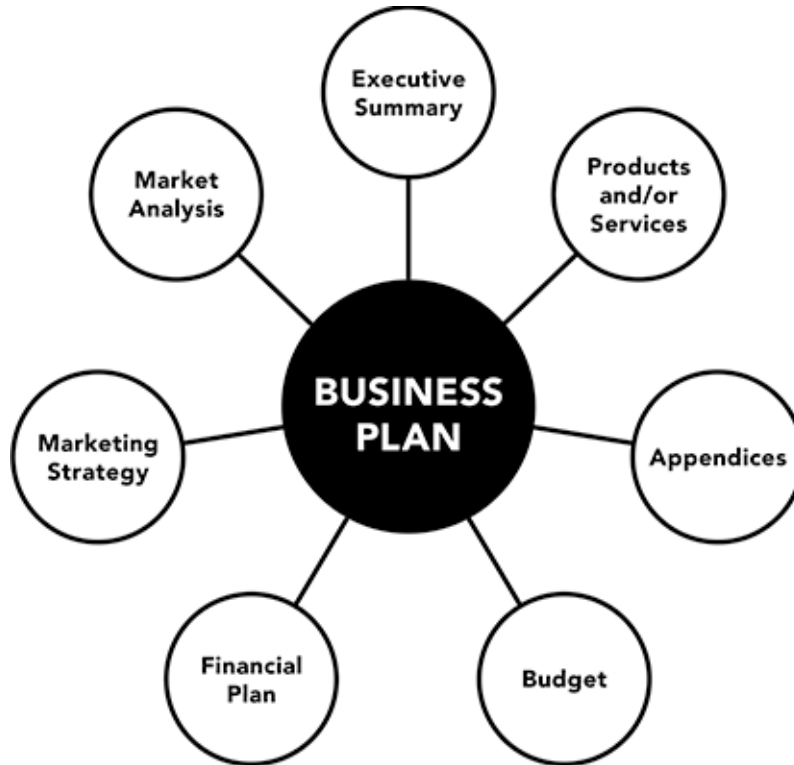 Executive
Summary
Products
and/or
Services
Market
Analysis
BUSINESS
PLAN
Marketing
Strategy
Appendices
Financial
Plan
Budget